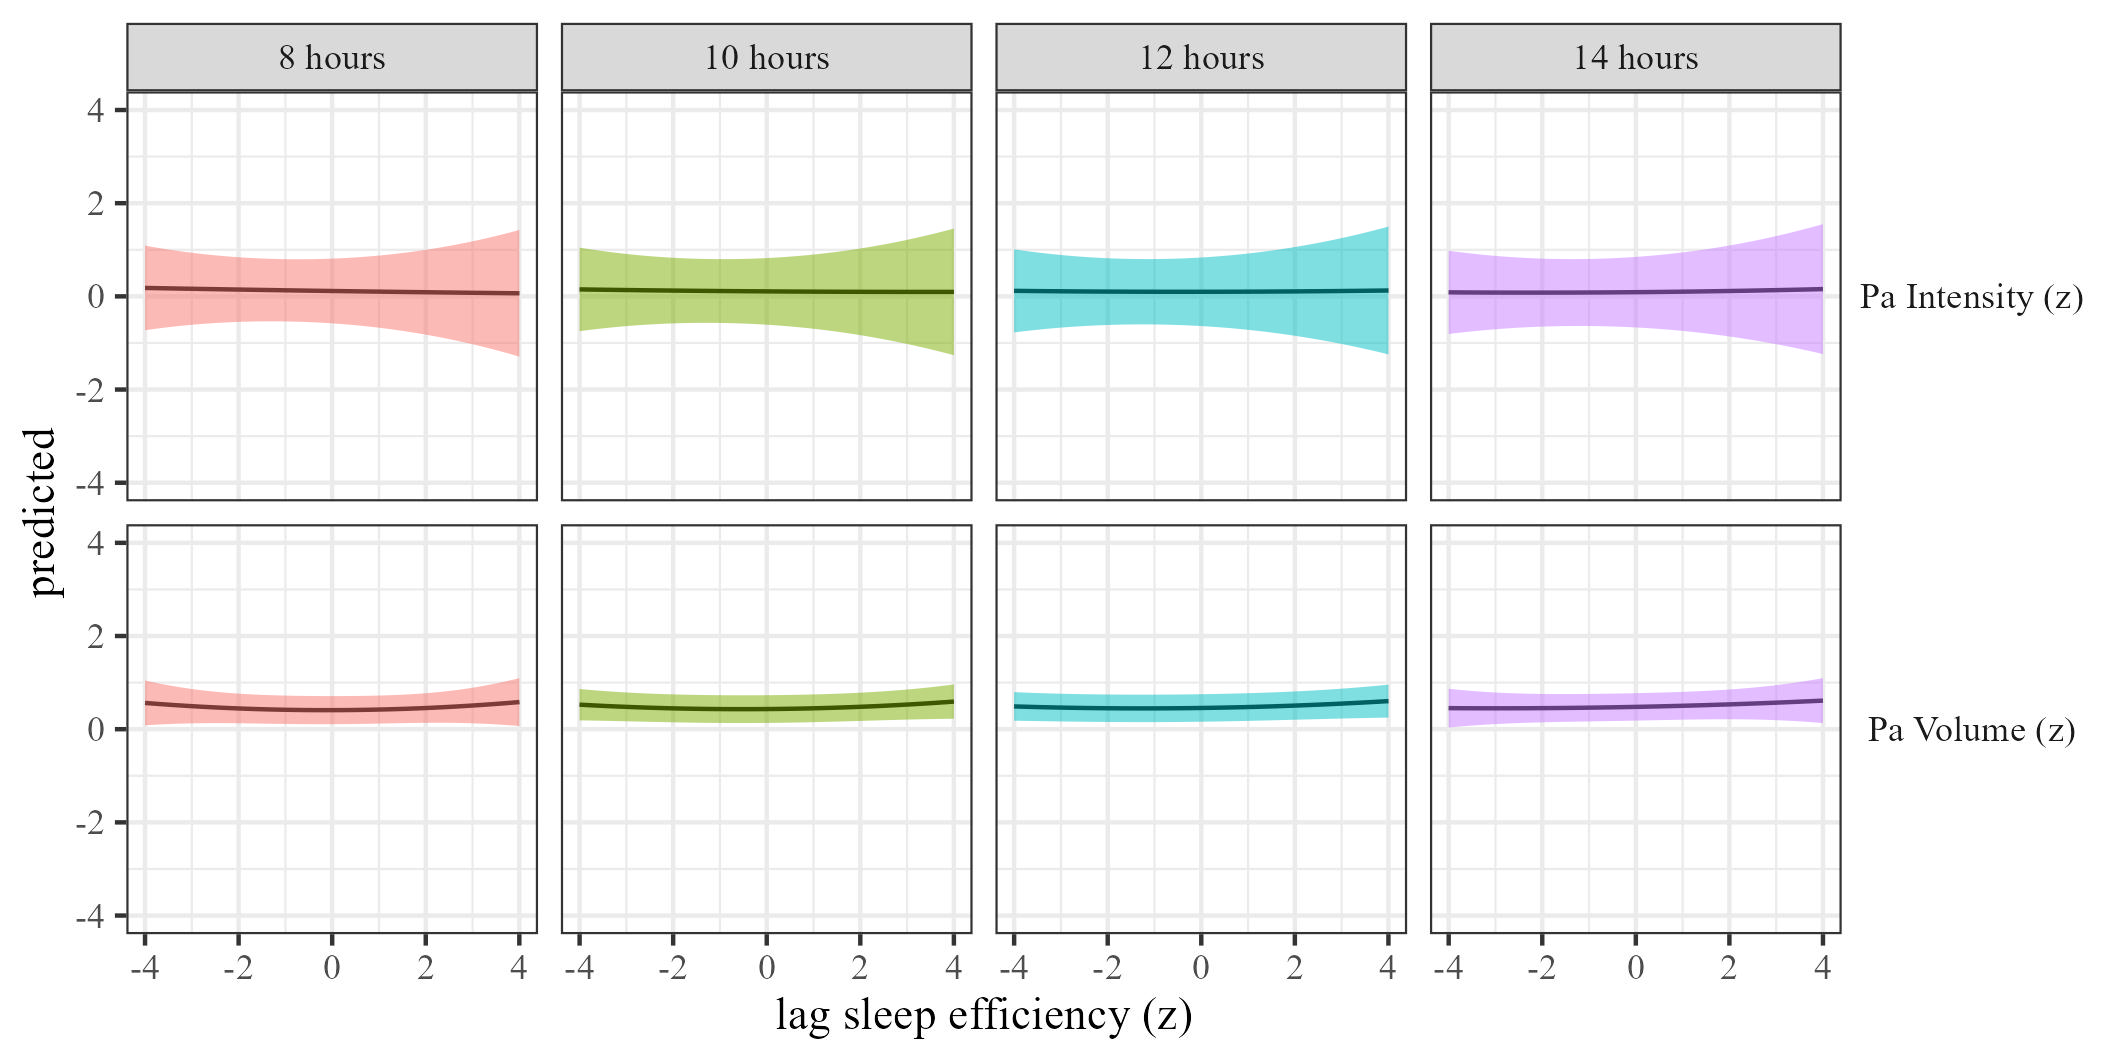 8 hours
10 hours
12 hours
14 hours
4
2
0
-2
-4
Pa Intensity (z)
predicted
4
2
0
-2
-4
Pa Volume (z)
-4 -2 0 2 4 -4 -2 0 2 4 -4 -2 0 2 4 -4 -2 0 2 4
lag sleep efficiency (z)